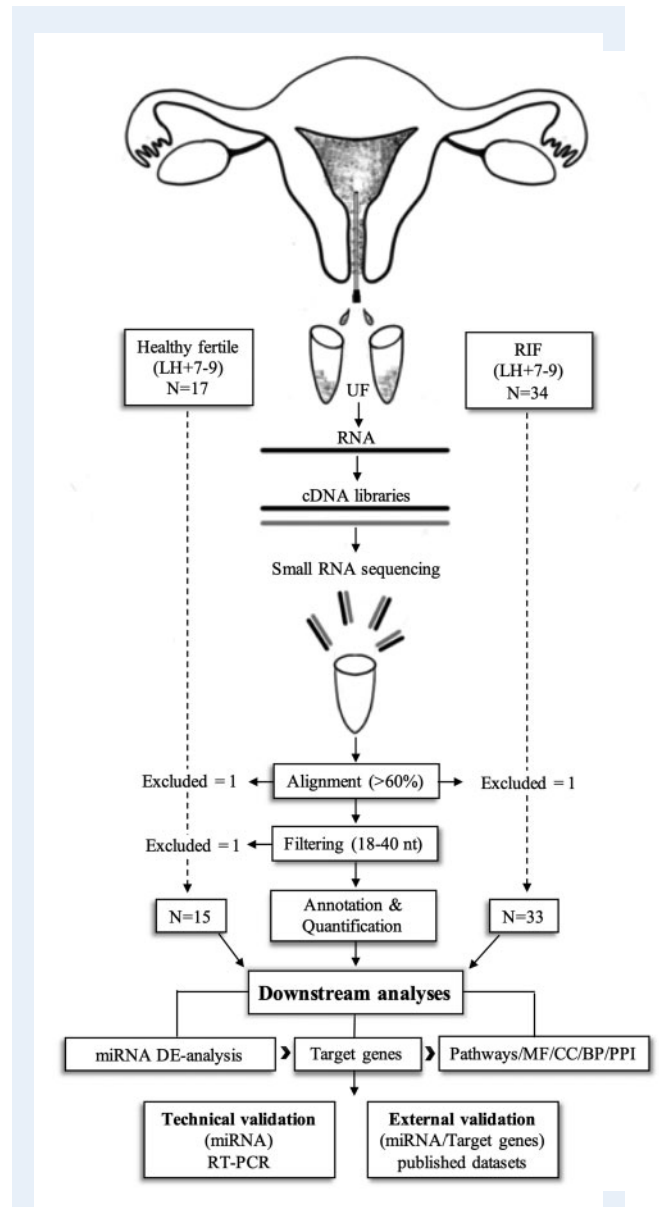 Healthy fertile
(LH+7-9)
N=17
RIF
(LH+7-9)
N=34
UF
RNA
cDNA libraries
Small RNA sequencing
Excluded = 1
Alignment (>60%)
Excluded = 1
Excluded = 1
Filtering (18-40 nt)
N=15
Annotation &
Quantification
N=33
Downstream analyses
miRNA DE-analysis
Target genes
Pathways/MF/CC/BP/PPI
Technical validation
(miRNA)
RT-PCR
External validation
(miRNA/Target genes)
published datasets